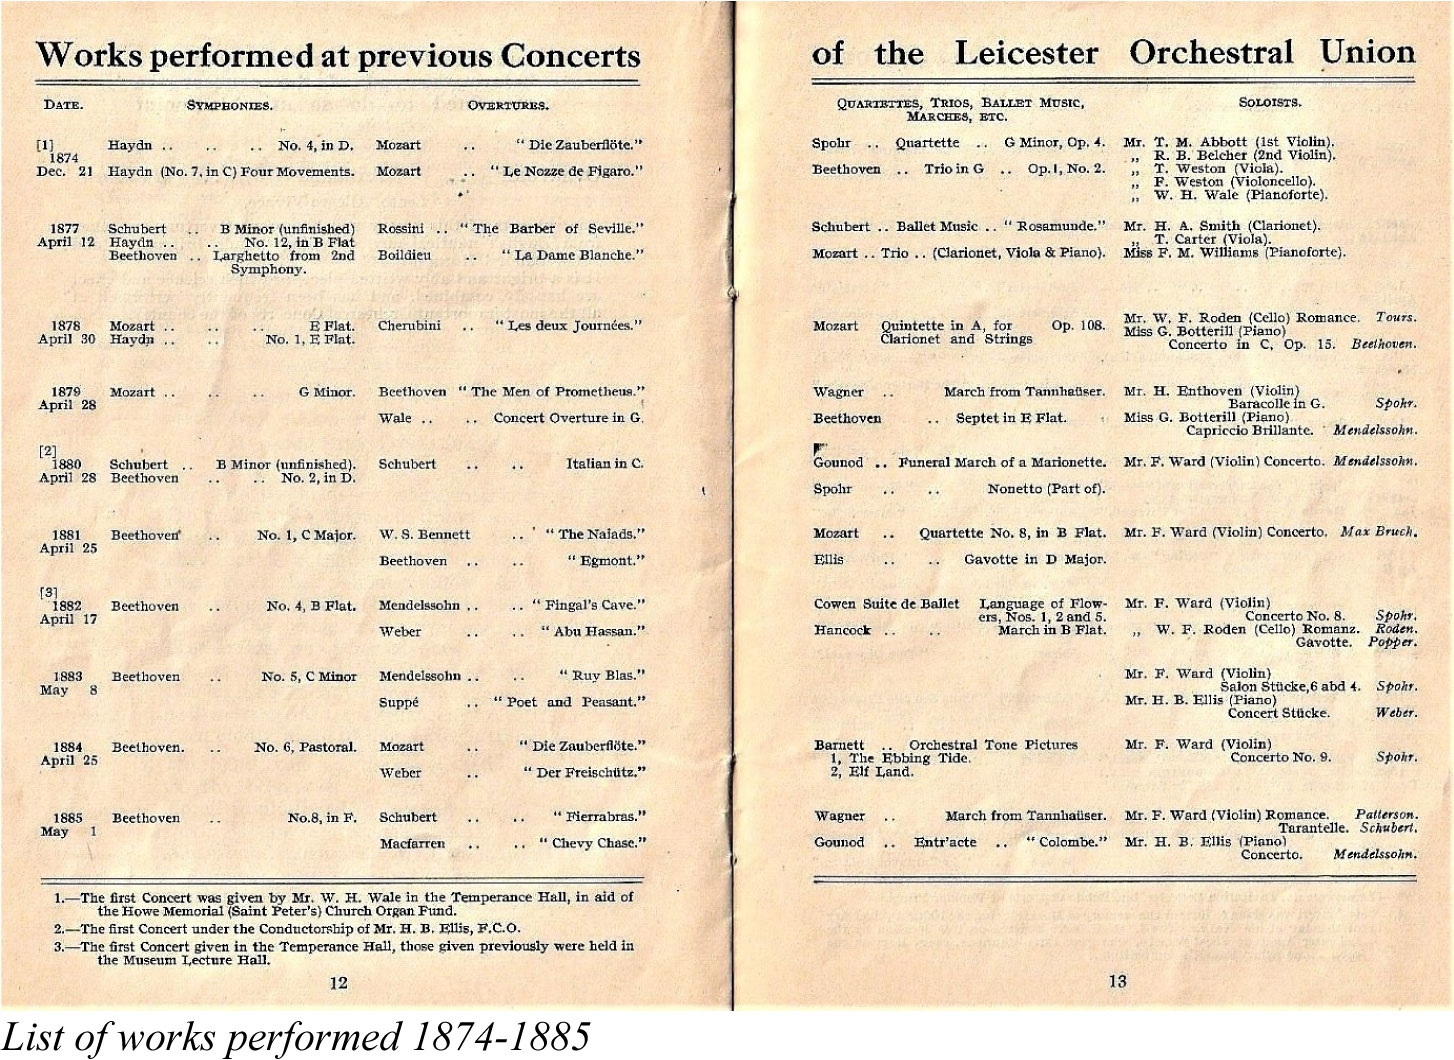 Works performed at previous Concerts
DATE. SYMPHONIES. OVERTURES.
[1] Haydn .. .. .. No. 4, in D. Mozart .. "Die Zauberflöte."
1874
Dec. 21 Haydn (No. 7, in C) Four Movements. Mozart .. "Le Nozze de Figaro."
1877 Schubert .. B Minor (unfinished) Rossini .. "The Barber of Seville."
April 12 Haydn .. .. No. 12, in B Flat
Beethoven .. Larghetto from 2nd Boildieu .. "La Dame Blanche."
Symphony.
1878 Mozart .. .. .. E Flat. Cherubini .. "Les deux Journées."
April 30 Haydn .. .. No. 1, E Flat.
1879 Mozart .. .. .. G Minor. Beethoven "The Men of Prometheus."
April 28
Wale .. .. Concert Overture in G.
[2]
1880 Schubert .. B Minor (unfinished). Schubert .. .. Italian in C.
April 28 Beethoven .. .. No. 2, in D.
1881 Beethoven .. No. 1, C Major. W. S. Bennett .. "The Naiads."
April 25
Beethoven .. .. "Egmont."
[3]
1882 Beethoven .. No. 4, B Flat. Mendelssohn .. .. "Fingal's Cave."
April 17
Weber .. .. "Abu Hassan."
1883 Beethoven .. No. 5, C Minor Mendelssohn .. .. "Ruy Blas."
May 8
Suppé .. "Poet and Peasant."
1884 Beethoven. .. No. 6, Pastoral. Mozart .. "Die Zauberflöte."
April 25
Weber .. "Der Freischütz."
1885 Beethoven .. No.8, in F. Schubert .. .. "Fierrabras."
May 1
Macfarren .. .. "Chevy Chase."
1.—The first Concert was given by Mr. W. H. Wale in the Temperance Hall, in aid of
the Howe Memorial (Saint Peter's) Church Organ Fund.
2.—The first Concert under the Conductorship of Mr. H. B. Ellis, F.C.O.
3.—The first Concert given in the Temperance Hall, those given previously were held in
the Museum Lecture Hall.
12
of the Leicester Orchestral Union
QUARTETTES, TRIOS, BALLET MUSIC, SOLOISTS.
MARCHES, ETC.
Spohr .. Quartette .. G Minor, Op. 4. Mr. T. M. Abbott (1st Violin).
„ R. B. Belcher (2nd Violin).
Beethoven .. Trio in G .. Op.1, No. 2. „ T. Weston (Viola).
„ F. Weston (Violoncello).
„ W. H. Wale (Pianoforte).
Schubert .. Ballet Music .. "Rosamunde." Mr. H. A. Smith (Clarionet).
„ T. Carter (Viola).
Mozart .. Trio .. (Clarionet, Viola & Piano). Miss F. M. Williams (Pianoforte).
Mr. W. F. Roden (Cello) Romance. Tours.
Mozart Quintette in A, for Op. 108. Miss G. Botterill (Piano)
Clarionet and Strings Concerto in C, Op. 15. Beethoven.
Wagner .. March from Tannhaüser. Mr. H. Enthoven (Violin)
Baracolle in G. Spohr.
Beethoven .. Septet in E Flat. Miss G. Botterill (Piano)
Capriccio Brillante. Mendelssohn.
Gounod .. Funeral March of a Marionette. Mr. F. Ward (Violin) Concerto. Mendelssohn.
Spohr .. .. Nonetto (Part of).
Mozart .. Quartette No. 8, in B Flat. Mr. F. Ward (Violin) Concerto. Max Bruch.
Ellis .. .. Gavotte in D Major.
Cowen Suite de Ballet Language of Flow- Mr. F. Ward (Violin)
ers, Nos. 1, 2 and 5. Concerto No. 8. Spohr.
Hancock .. .. March in B Flat. „ W. F. Roden (Cello) Romanz. Roden.
Gavotte. Popper.
Mr. F. Ward (Violin)
Salon Stücke,6 abd 4. Spohr.
Mr. H. B. Ellis (Piano)
Concert Stücke. Weber.
Barnett .. Orchestral Tone Pictures Mr. F. Ward (Violin)
1, The Ebbing Tide. Concerto No. 9. Spohr.
2, Elf Land.
Wagner .. March from Tannhaüser. Mr. F. Ward (Violin) Romance. Patterson.
Tarantelle. Schubert.
Gounod .. Entr'acte .. "Colombe." Mr. H. B. Ellis (Piano)
Concerto. Mendelssohn.
13
List of works performed 1874-1885